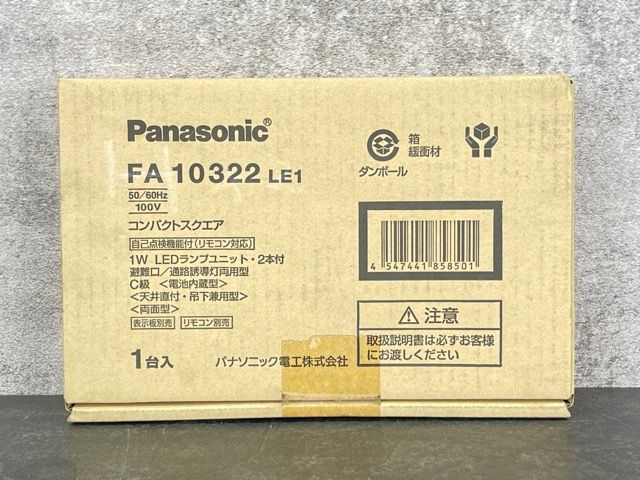 Panasonic®
FA 10322 LE1
50/60Hz
100V
コンパクトスクエア
自己点検機能付(リモコン対応)
1W LEDランプユニット・2本付
避難口／通路誘導灯両用型
C級 <電池内蔵型>
<天井直付・吊下兼用型>
<両面型>
表示板別売 リモコン別売
1台入
パナソニック電工株式会社
箱
緩衝材
ダンボール
4 547441 858501
⚠ 注意
取扱説明書は必ずお客様
にお渡しください